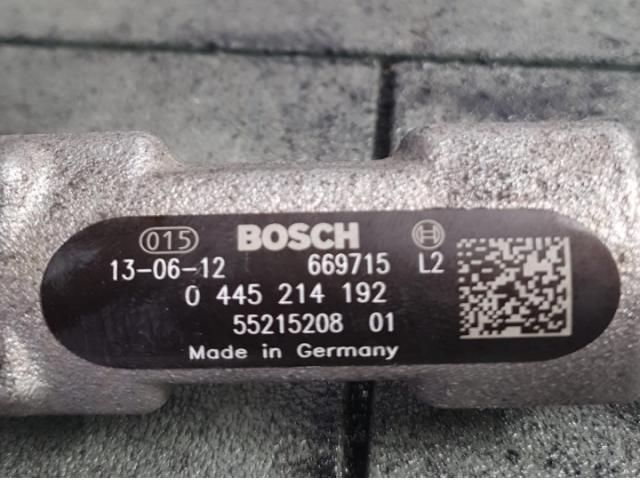 015 BOSCH
13-06-12 669715 L2
0 445 214 192
55215208 01
Made in Germany